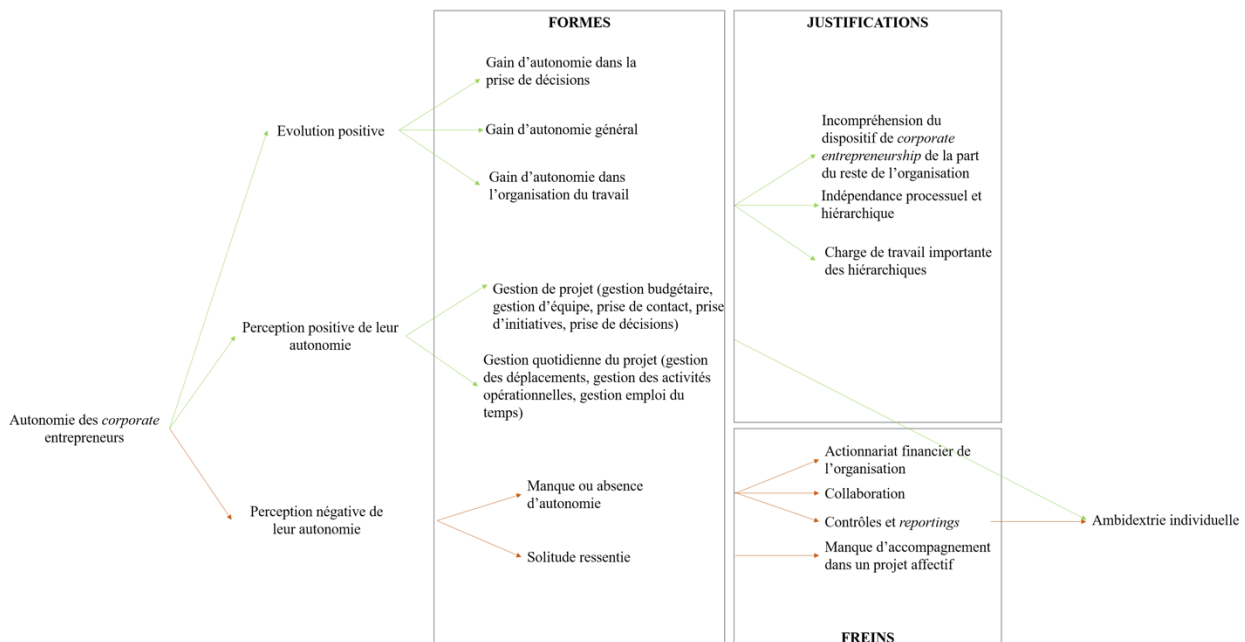 FORMES
JUSTIFICATIONS
Gain d'autonomie dans la
prise de décisions
Evolution positive
Gain d'autonomie général
Gain d'autonomie dans
l'organisation du travail
Incompréhension du
dispositif de corporate
entrepreneurship de la part
du reste de l'organisation
Indépendance processuel et
hiérarchique
Charge de travail importante
des hiérarchiques
Perception positive de leur
autonomie
Gestion de projet (gestion budgétaire,
gestion d'équipe, prise de contact, prise
d'initiatives, prise de décisions)
Gestion quotidienne du projet (gestion
des déplacements, gestion des activités
opérationnelles, gestion emploi du
temps)
Autonomie des corporate
entrepreneurs
Perception négative de
leur autonomie
Manque ou absence
d'autonomie
Solitude ressentie
Actionnariat financier de
l'organisation
Collaboration
Contrôles et reportings
Manque d'accompagnement
dans un projet affectif
Ambidextrie individuelle
FREINS